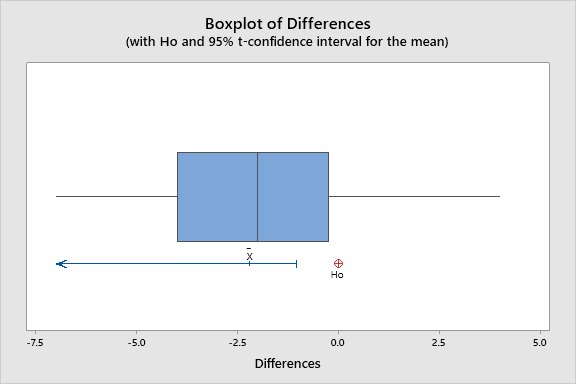 Boxplot of Differences
(with Ho and 95% t-confidence interval for the mean)
X̄
Ho
-7.5 -5.0 -2.5 0.0 2.5 5.0
Differences